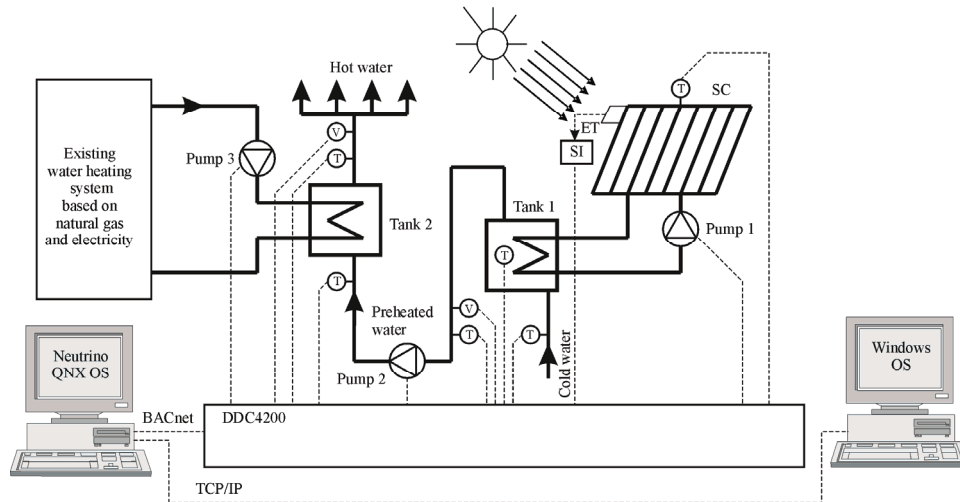 Hot water
T
SC
ET
SI
V
T
Pump 3
Existing
water heating
system
based on
natural gas
and electricity
Tank 2
Tank 1
Pump 1
T
T
Preheated
water
V
T
T
Pump 2
Cold water
Neutrino
QNX OS
Windows
OS
BACnet
DDC4200
TCP/IP